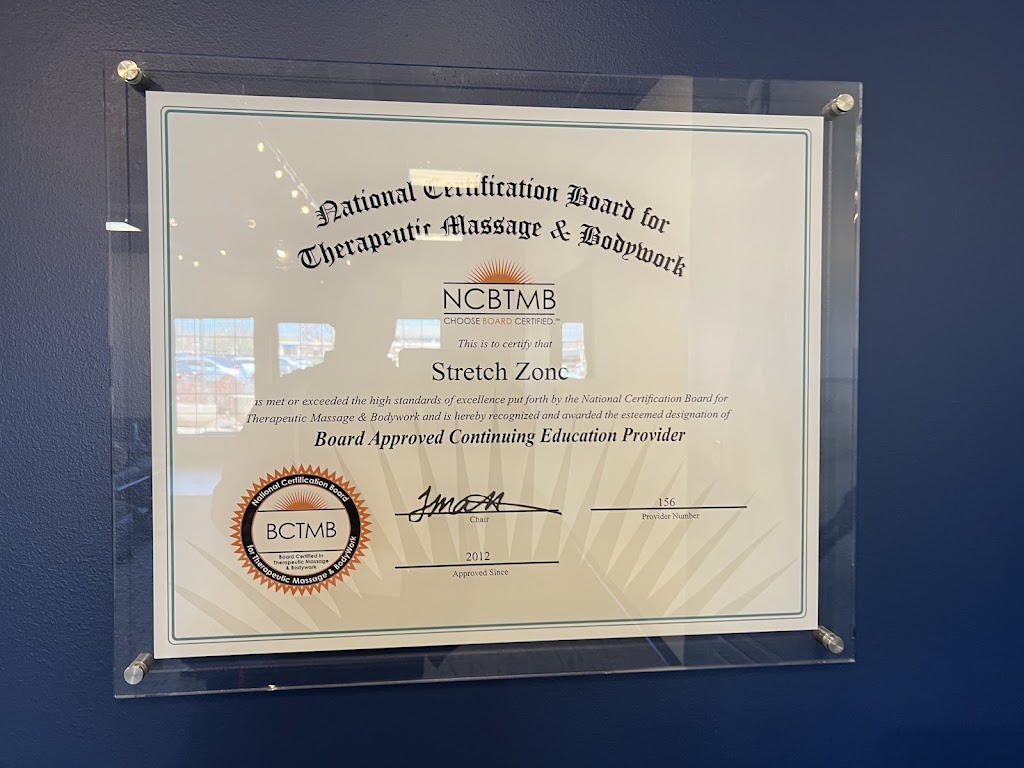 National Certification Board for
Therapeutic Massage & Bodywork
NCBTMB
CHOOSE BOARD CERTIFIED.™
This is to certify that
Stretch Zone
as met or exceeded the high standards of excellence put forth by the National Certification Board for
Therapeutic Massage & Bodywork and is hereby recognized and awarded the esteemed designation of
Board Approved Continuing Education Provider
National Certification Board
for Therapeutic Massage & BodyWork
BCTMB
Board Certified in
Therapeutic Massage
& Bodywork
Chair
156
Provider Number
2012
Approved Since